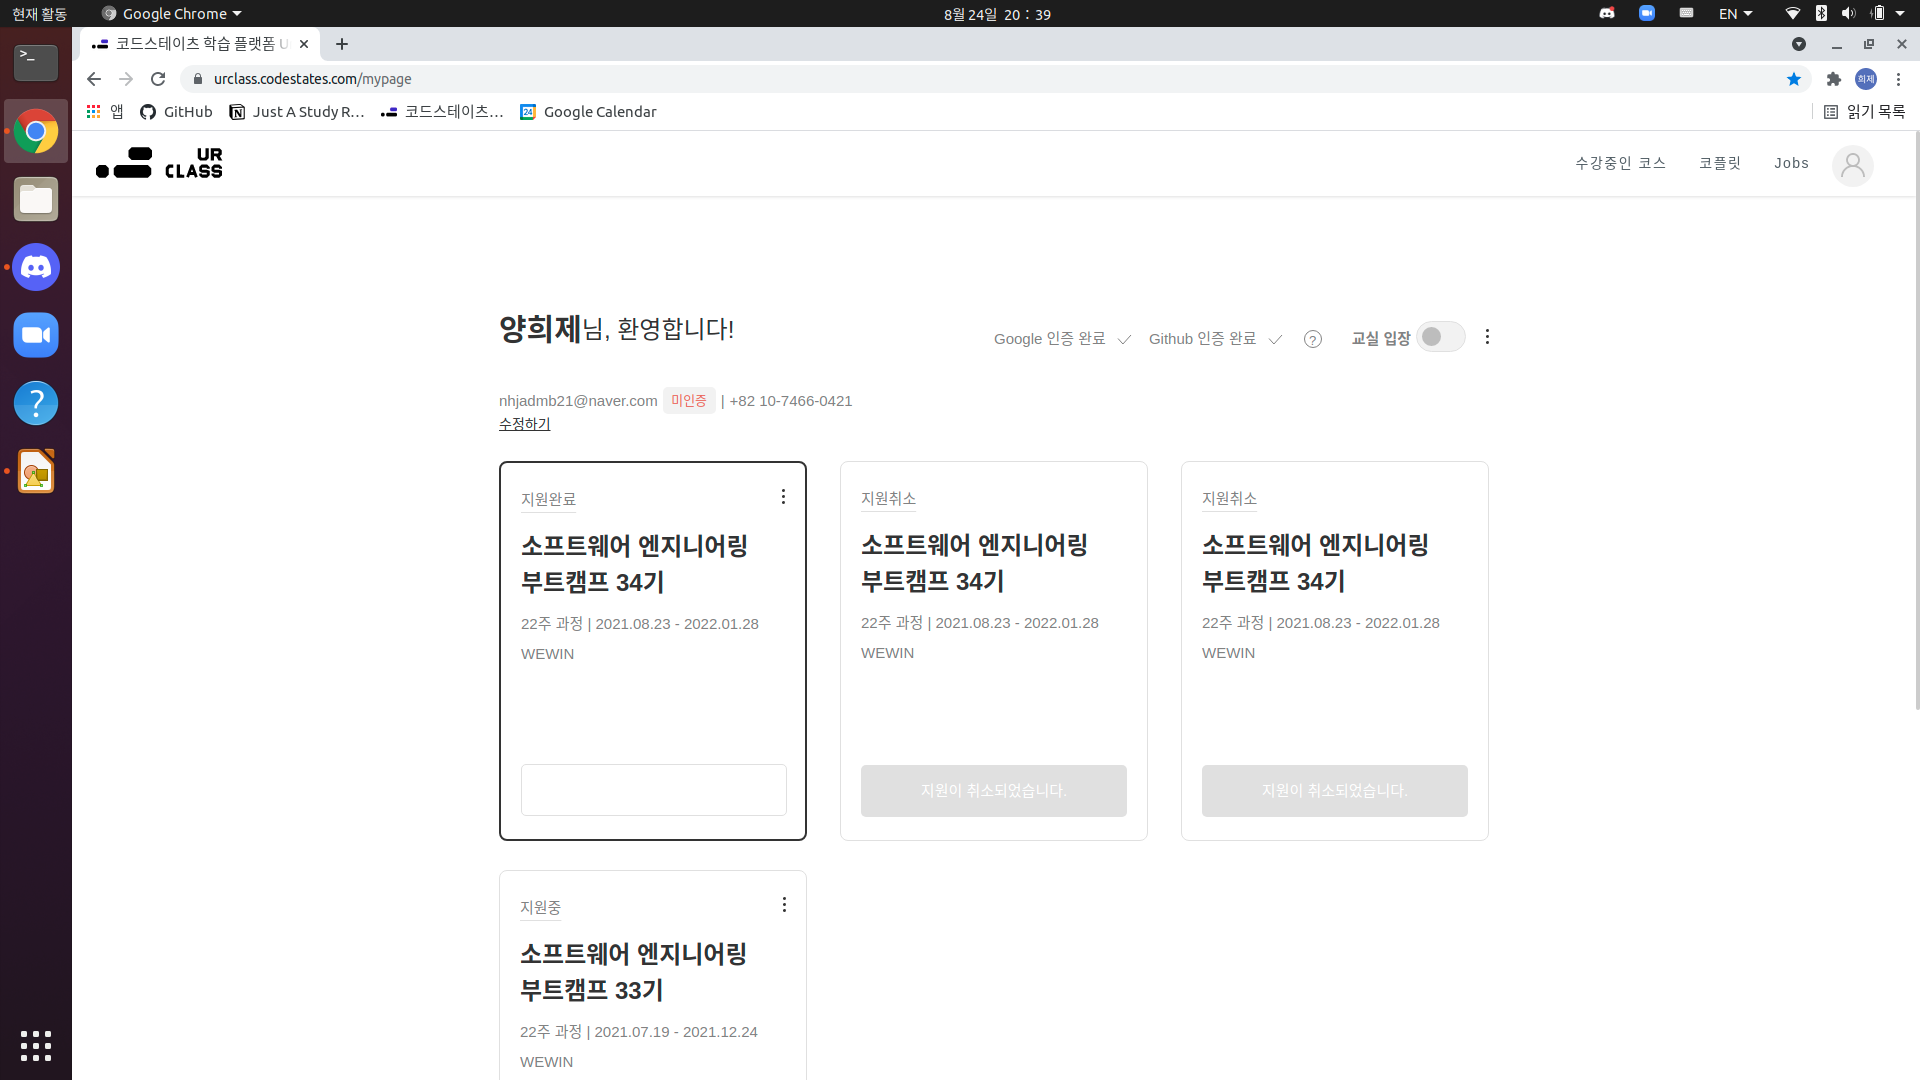 현재 활동
Google Chrome
8월 24일 20 : 39
EN
코드스테이츠 학습 플랫폼 U
urclass.codestates.com/mypage
희제
앱
GitHub
Just A Study R...
코드스테이츠...
24
Google Calendar
읽기 목록
UR
CLASS
수강중인 코스
코플릿
Jobs
양희제님, 환영합니다!
Google 인증 완료
Github 인증 완료
?
교실 입장
nhjadmb21@naver.com 미인증 | +82 10-7466-0421
수정하기
지원완료
소프트웨어 엔지니어링
부트캠프 34기
22주 과정 | 2021.08.23 - 2022.01.28
WEWIN
지원취소
소프트웨어 엔지니어링
부트캠프 34기
22주 과정 | 2021.08.23 - 2022.01.28
WEWIN
지원이 취소되었습니다.
지원취소
소프트웨어 엔지니어링
부트캠프 34기
22주 과정 | 2021.08.23 - 2022.01.28
WEWIN
지원이 취소되었습니다.
지원중
소프트웨어 엔지니어링
부트캠프 33기
22주 과정 | 2021.07.19 - 2021.12.24
WEWIN